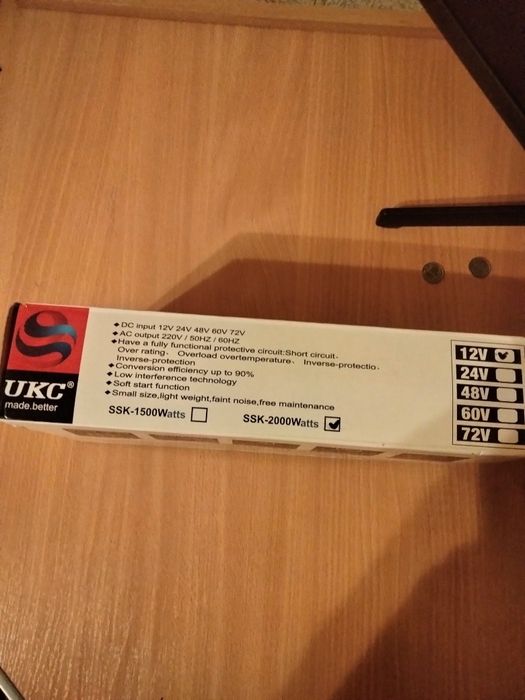 UKC®
made.better
◆DC input 12V 24V 48V 60V 72V
◆AC output 220V / 50HZ / 60HZ
◆Have a fully functional protective circuit:Short circuit、
Over rating、 Overload overtemperature、 Inverse-protectio、
Inverse-protection
◆Conversion efficiency up to 90%
◆Low interference technology
◆Soft start function
◆Small size,light weight,faint noise,free maintenance
SSK-1500Watts
SSK-2000Watts
12V
24V
48V
60V
72V